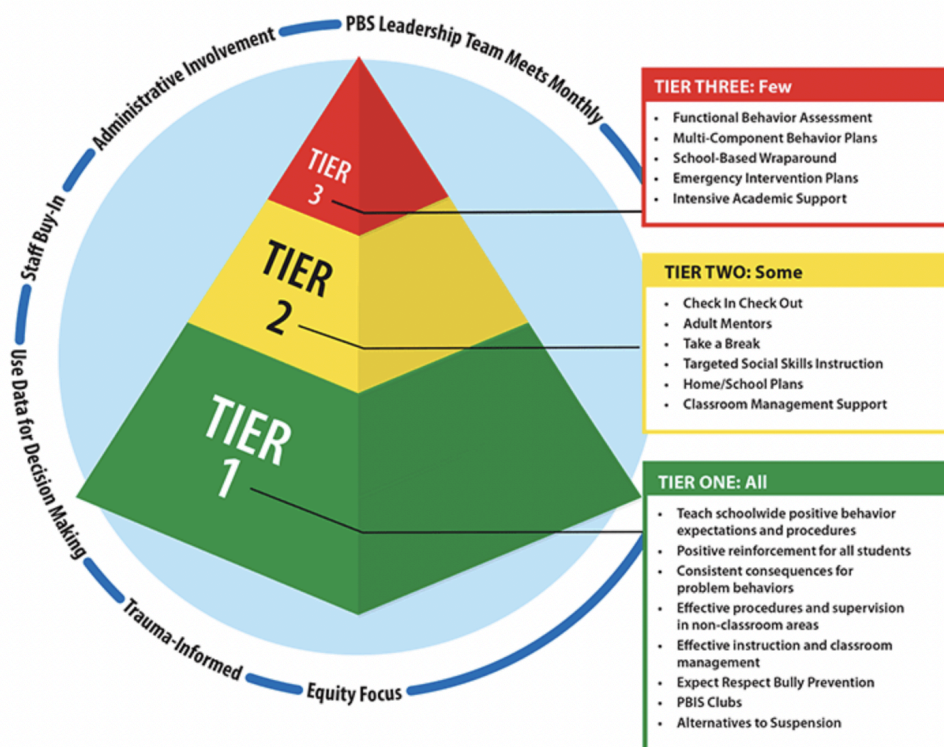 PBS Leadership Team Meets Monthly
Administrative Involvement
Staff Buy-In
Use Data for Decision Making
Trauma-Informed
Equity Focus
TIER
3
TIER
2
TIER
1
TIER THREE: Few
• Functional Behavior Assessment
• Multi-Component Behavior Plans
• School-Based Wraparound
• Emergency Intervention Plans
• Intensive Academic Support
TIER TWO: Some
• Check In Check Out
• Adult Mentors
• Take a Break
• Targeted Social Skills Instruction
• Home/School Plans
• Classroom Management Support
TIER ONE: All
• Teach schoolwide positive behavior
expectations and procedures
• Positive reinforcement for all students
• Consistent consequences for
problem behaviors
• Effective procedures and supervision
in non-classroom areas
• Effective instruction and classroom
management
• Expect Respect Bully Prevention
• PBIS Clubs
• Alternatives to Suspension